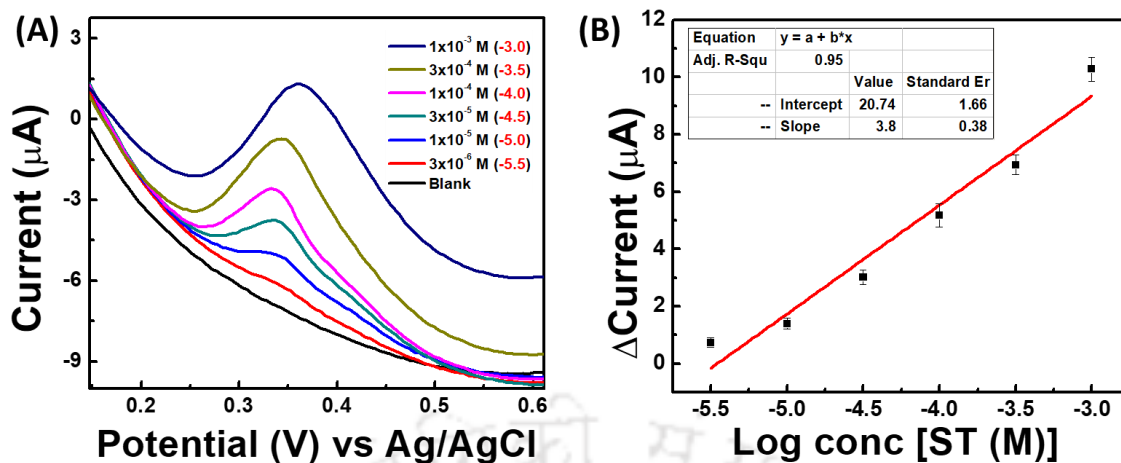 (A)
3
0
-3
-6
-9
Current (μA)
1x10⁻³ M (-3.0)
3x10⁻⁴ M (-3.5)
1x10⁻⁴ M (-4.0)
3x10⁻⁵ M (-4.5)
1x10⁻⁵ M (-5.0)
3x10⁻⁶ M (-5.5)
Blank
0.2 0.3 0.4 0.5 0.6
Potential (V) vs Ag/AgCl
(B)
12
10
8
6
4
2
0
ΔCurrent (μA)
Equation y = a + b*x
Adj. R-Squ 0.95
Value Standard Er
-- Intercept 20.74 1.66
-- Slope 3.8 0.38
-5.5 -5.0 -4.5 -4.0 -3.5 -3.0
Log conc [ST (M)]